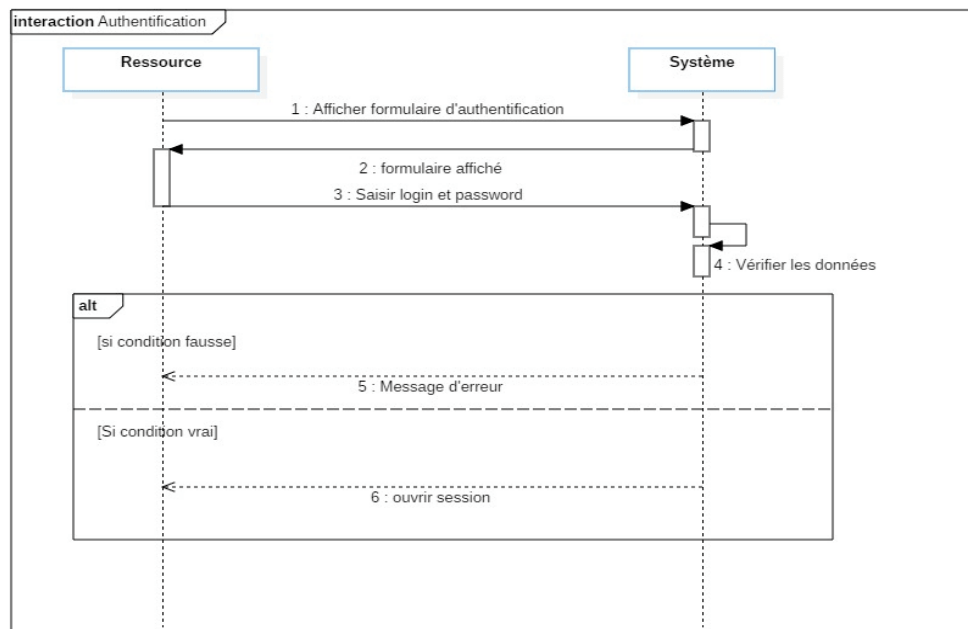 interaction Authentification
Ressource
Système
1 : Afficher formulaire d'authentification
2 : formulaire affiché
3 : Saisir login et password
4 : Vérifier les données
alt
[si condition fausse]
5 : Message d'erreur
[Si condition vrai]
6 : ouvrir session